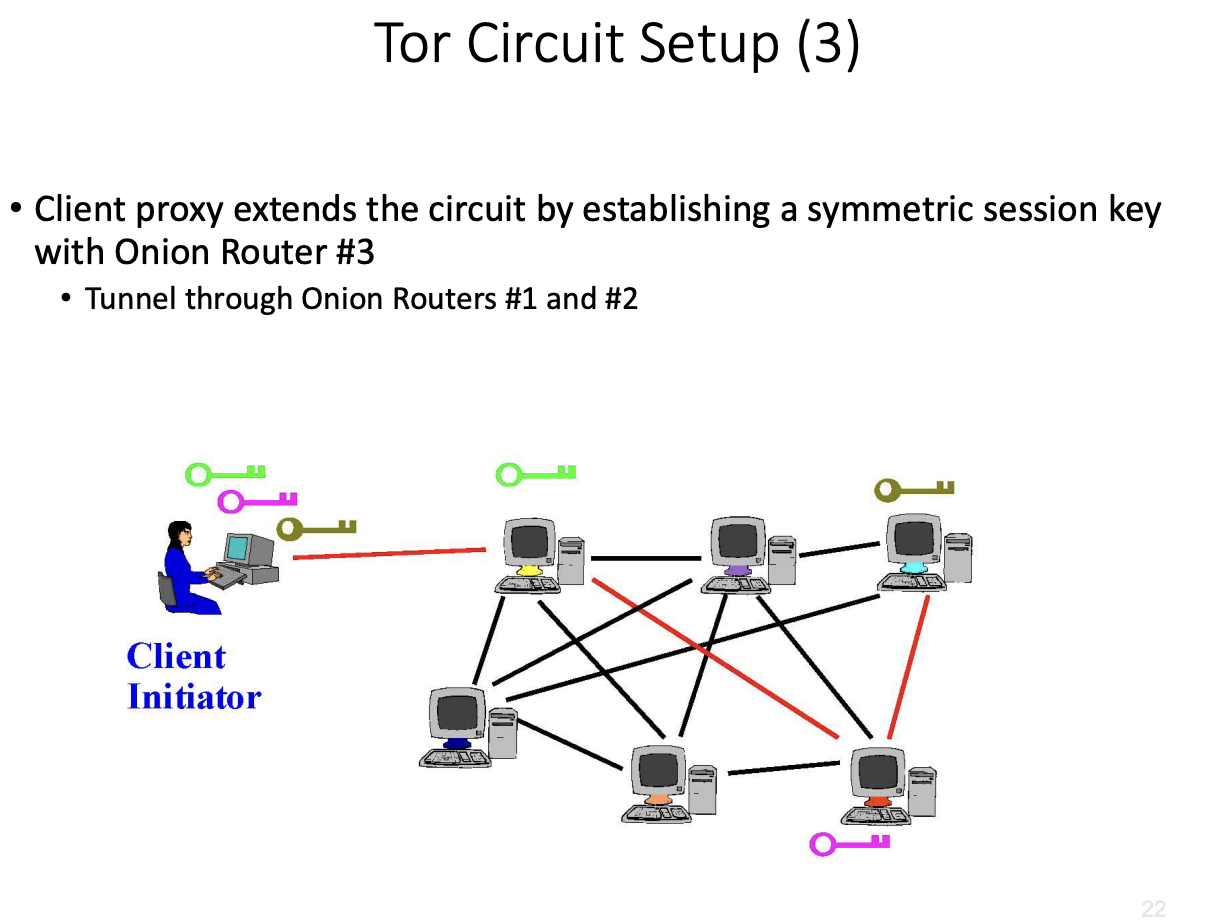 Tor Circuit Setup (3)
• Client proxy extends the circuit by establishing a symmetric session key
with Onion Router #3
• Tunnel through Onion Routers #1 and #2
Client
Initiator
22